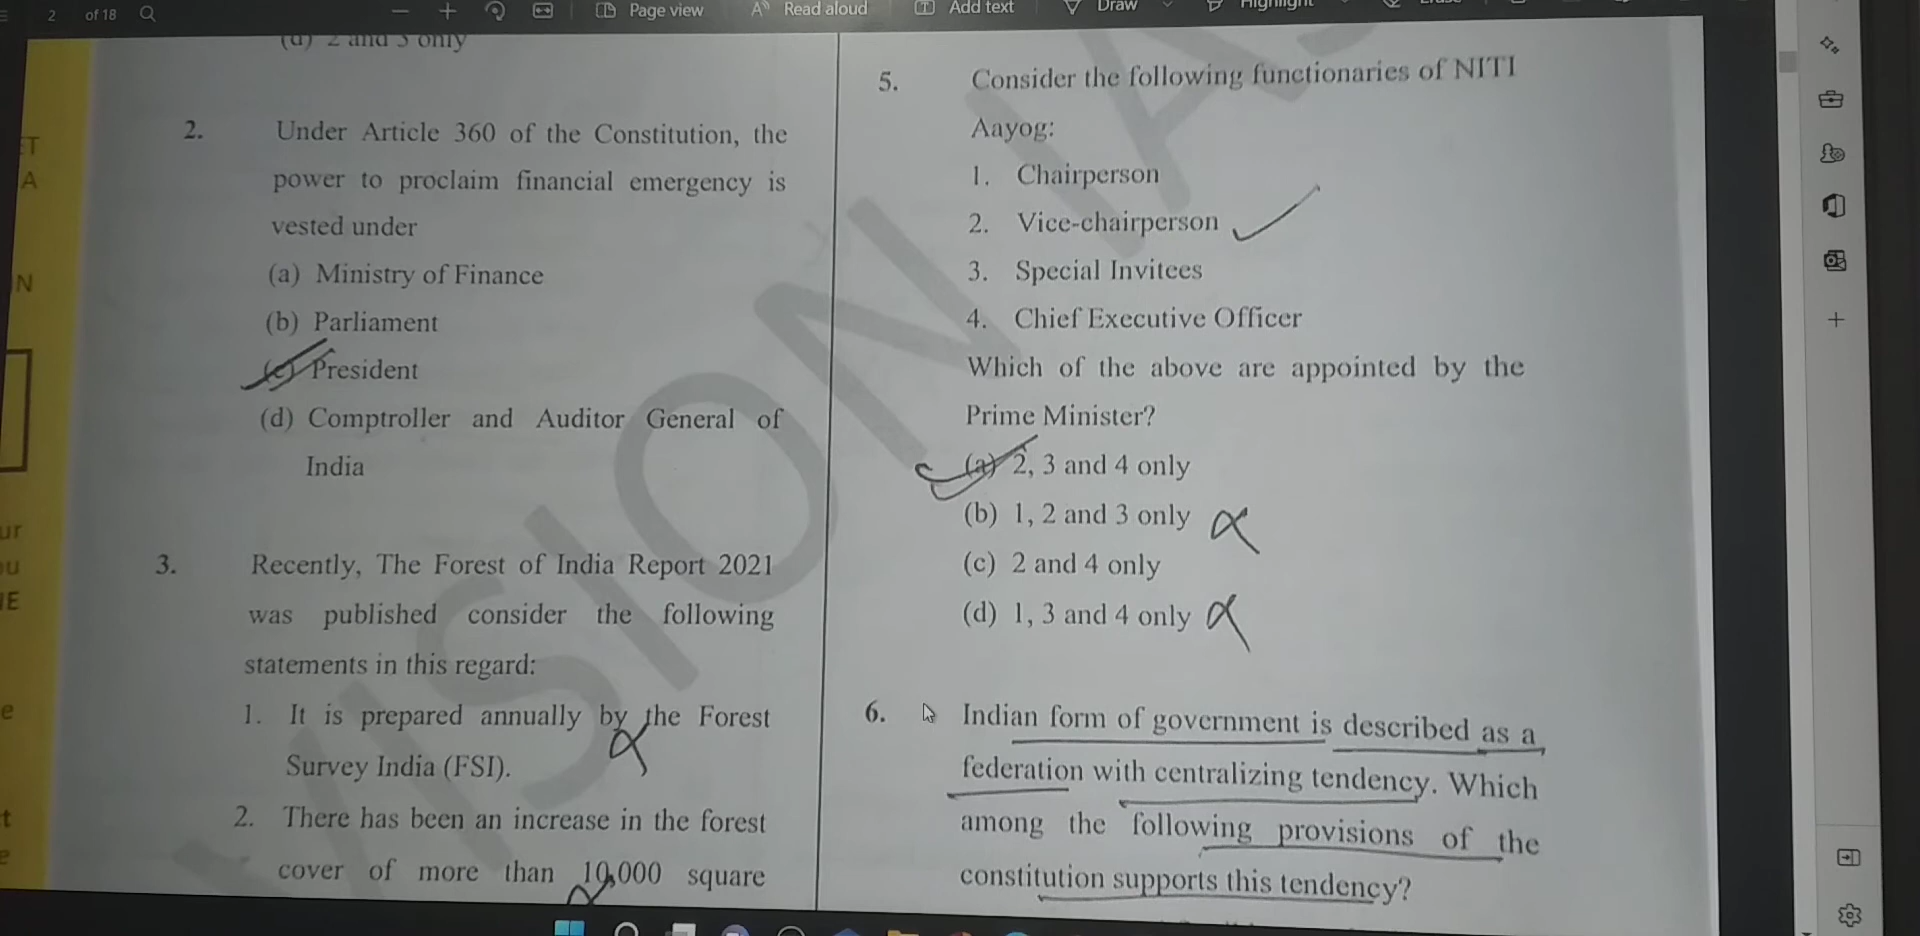 2 of 18 Page view Read aloud Add text Draw Highlight Erase
(d) 2 and 3 only
2. Under Article 360 of the Constitution, the
power to proclaim financial emergency is
vested under
(a) Ministry of Finance
(b) Parliament
(c) President
(d) Comptroller and Auditor General of
India
3. Recently, The Forest of India Report 2021
was published consider the following
statements in this regard:
1. It is prepared annually by the Forest
Survey India (FSI).
2. There has been an increase in the forest
cover of more than 10,000 square
5. Consider the following functionaries of NITI
Aayog:
1. Chairperson
2. Vice-chairperson
3. Special Invitees
4. Chief Executive Officer
Which of the above are appointed by the
Prime Minister?
(a) 2, 3 and 4 only
(b) 1, 2 and 3 only
(c) 2 and 4 only
(d) 1, 3 and 4 only
6. Indian form of government is described as a
federation with centralizing tendency. Which
among the following provisions of the
constitution supports this tendency?
VISION IAS